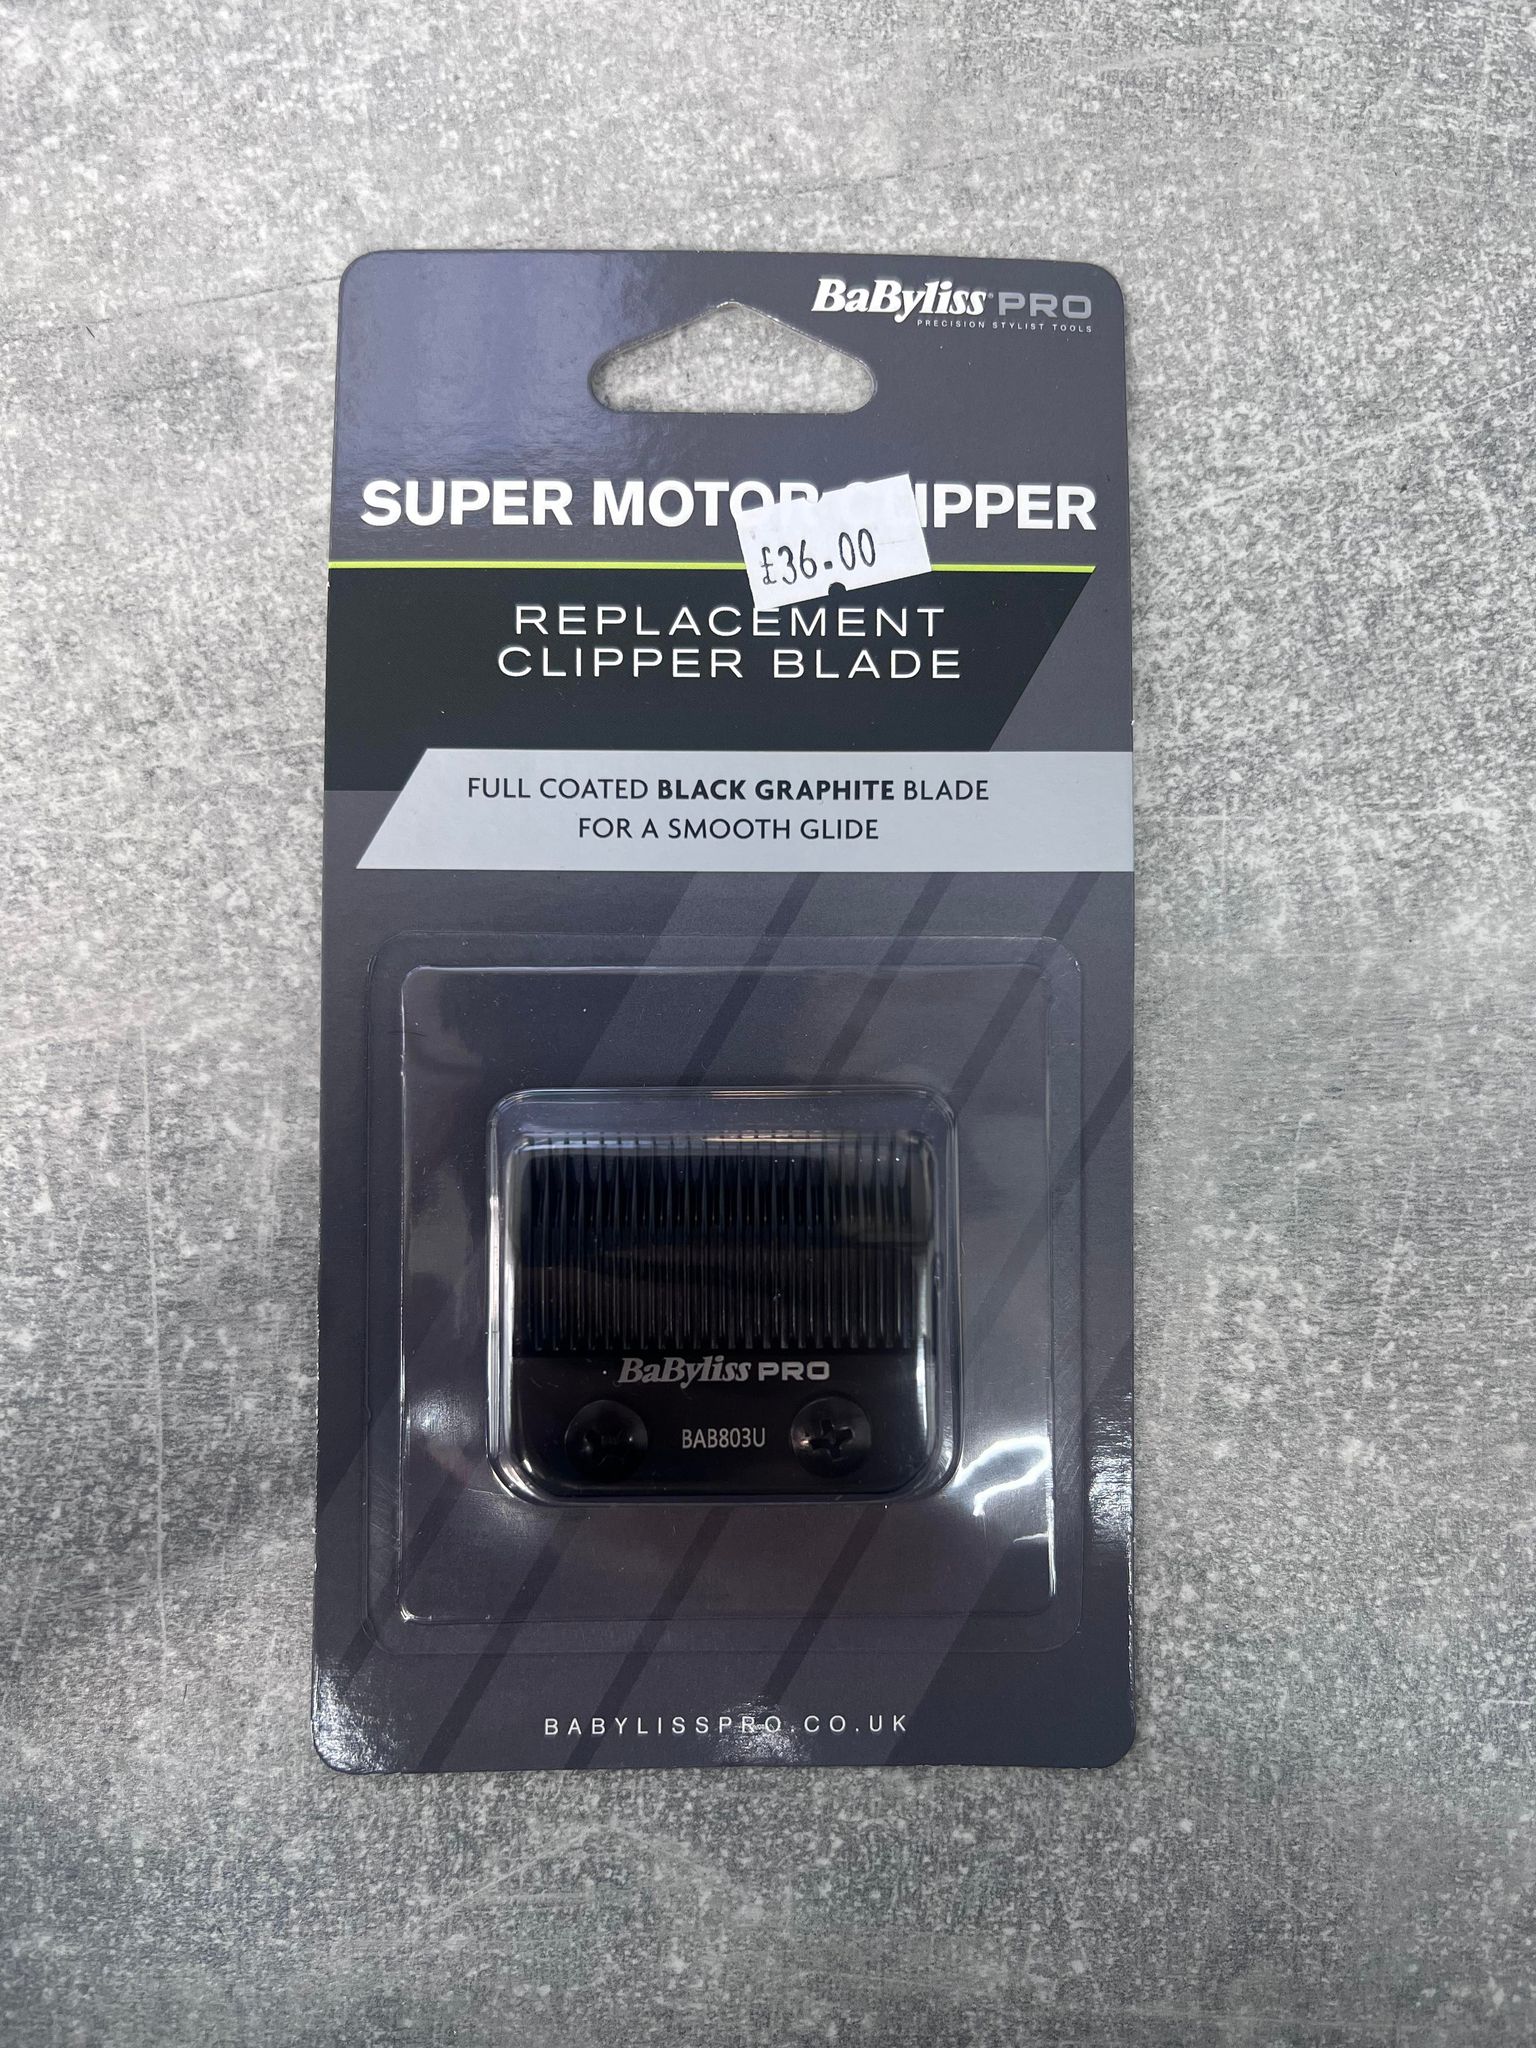 BaByliss PRO
PRECISION STYLIST TOOLS
SUPER MOTOR CLIPPER
£36.00
REPLACEMENT
CLIPPER BLADE
FULL COATED BLACK GRAPHITE BLADE
FOR A SMOOTH GLIDE
BaByliss PRO
BAB803U
BABYLISSPRO.CO.UK